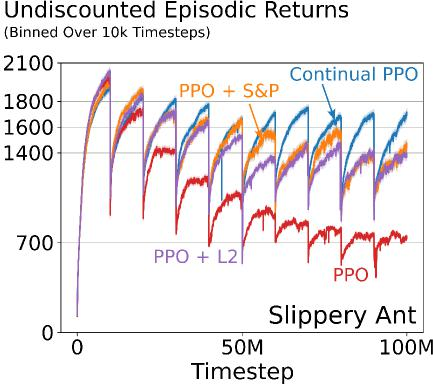 Undiscounted Episodic Returns
(Binned Over 10k Timesteps)
2100
1800
1600
1400
700
0
PPO + S&P
Continual PPO
PPO + L2
PPO
Slippery Ant
0
50M
100M
Timestep